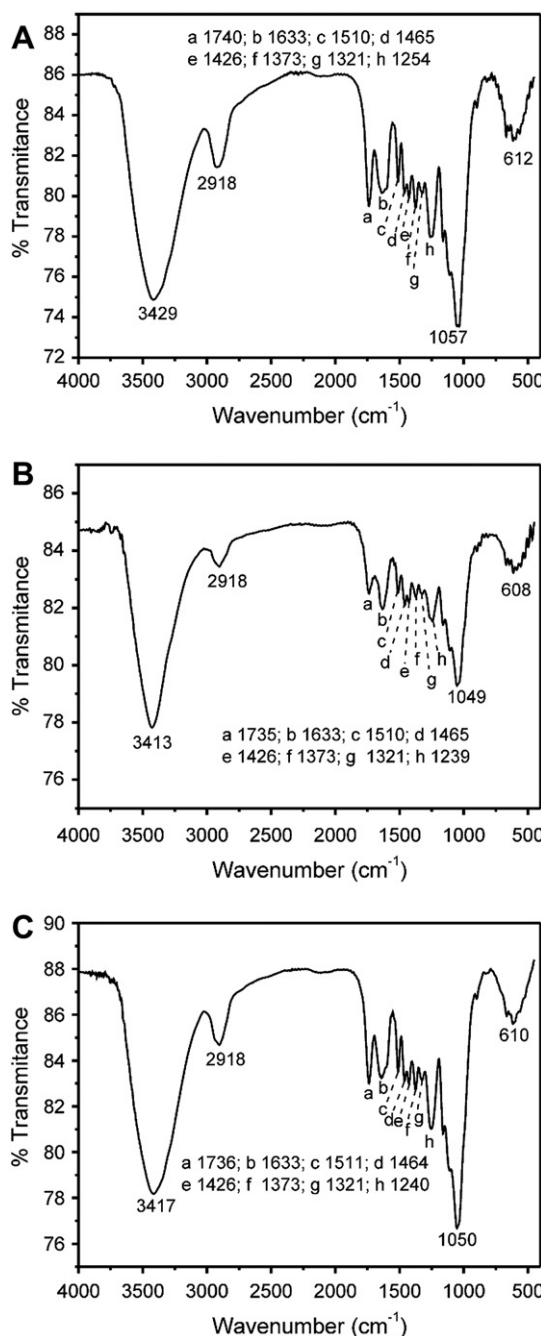 A
a 1740; b 1633; c 1510; d 1465
e 1426; f 1373; g 1321; h 1254
88
86
84
82
80
78
76
74
72
% Transmitance
3429
2918
a
b
c
d
e
f
g
h
1057
612
4000 3500 3000 2500 2000 1500 1000 500
Wavenumber (cm⁻¹)
B
86
84
82
80
78
76
% Transmitance
3413
2918
a
b
c
d
e
f
g
h
1049
608
a 1735; b 1633; c 1510; d 1465
e 1426; f 1373; g 1321; h 1239
4000 3500 3000 2500 2000 1500 1000 500
Wavenumber (cm⁻¹)
C
90
88
86
84
82
80
78
76
% Transmitance
3417
2918
a
b
c
d
e
f
g
h
1050
610
a 1736; b 1633; c 1511; d 1464
e 1426; f 1373; g 1321; h 1240
4000 3500 3000 2500 2000 1500 1000 500
Wavenumber (cm⁻¹)